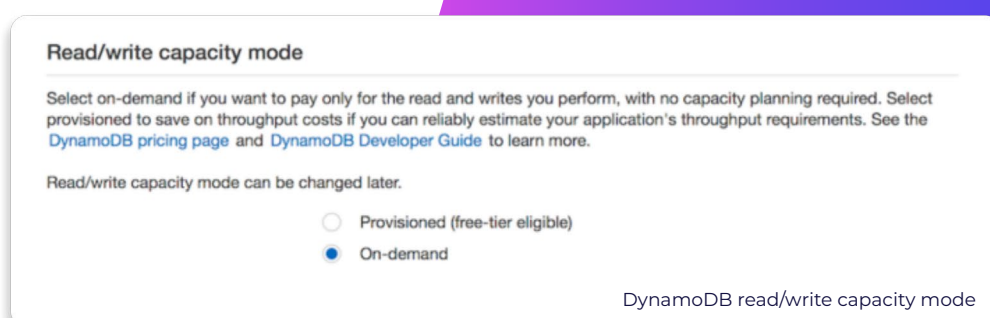 Read/write capacity mode
Select on-demand if you want to pay only for the read and writes you perform, with no capacity planning required. Select
provisioned to save on throughput costs if you can reliably estimate your application's throughput requirements. See the
DynamoDB pricing page and DynamoDB Developer Guide to learn more.
Read/write capacity mode can be changed later.
Provisioned (free-tier eligible)
On-demand
DynamoDB read/write capacity mode